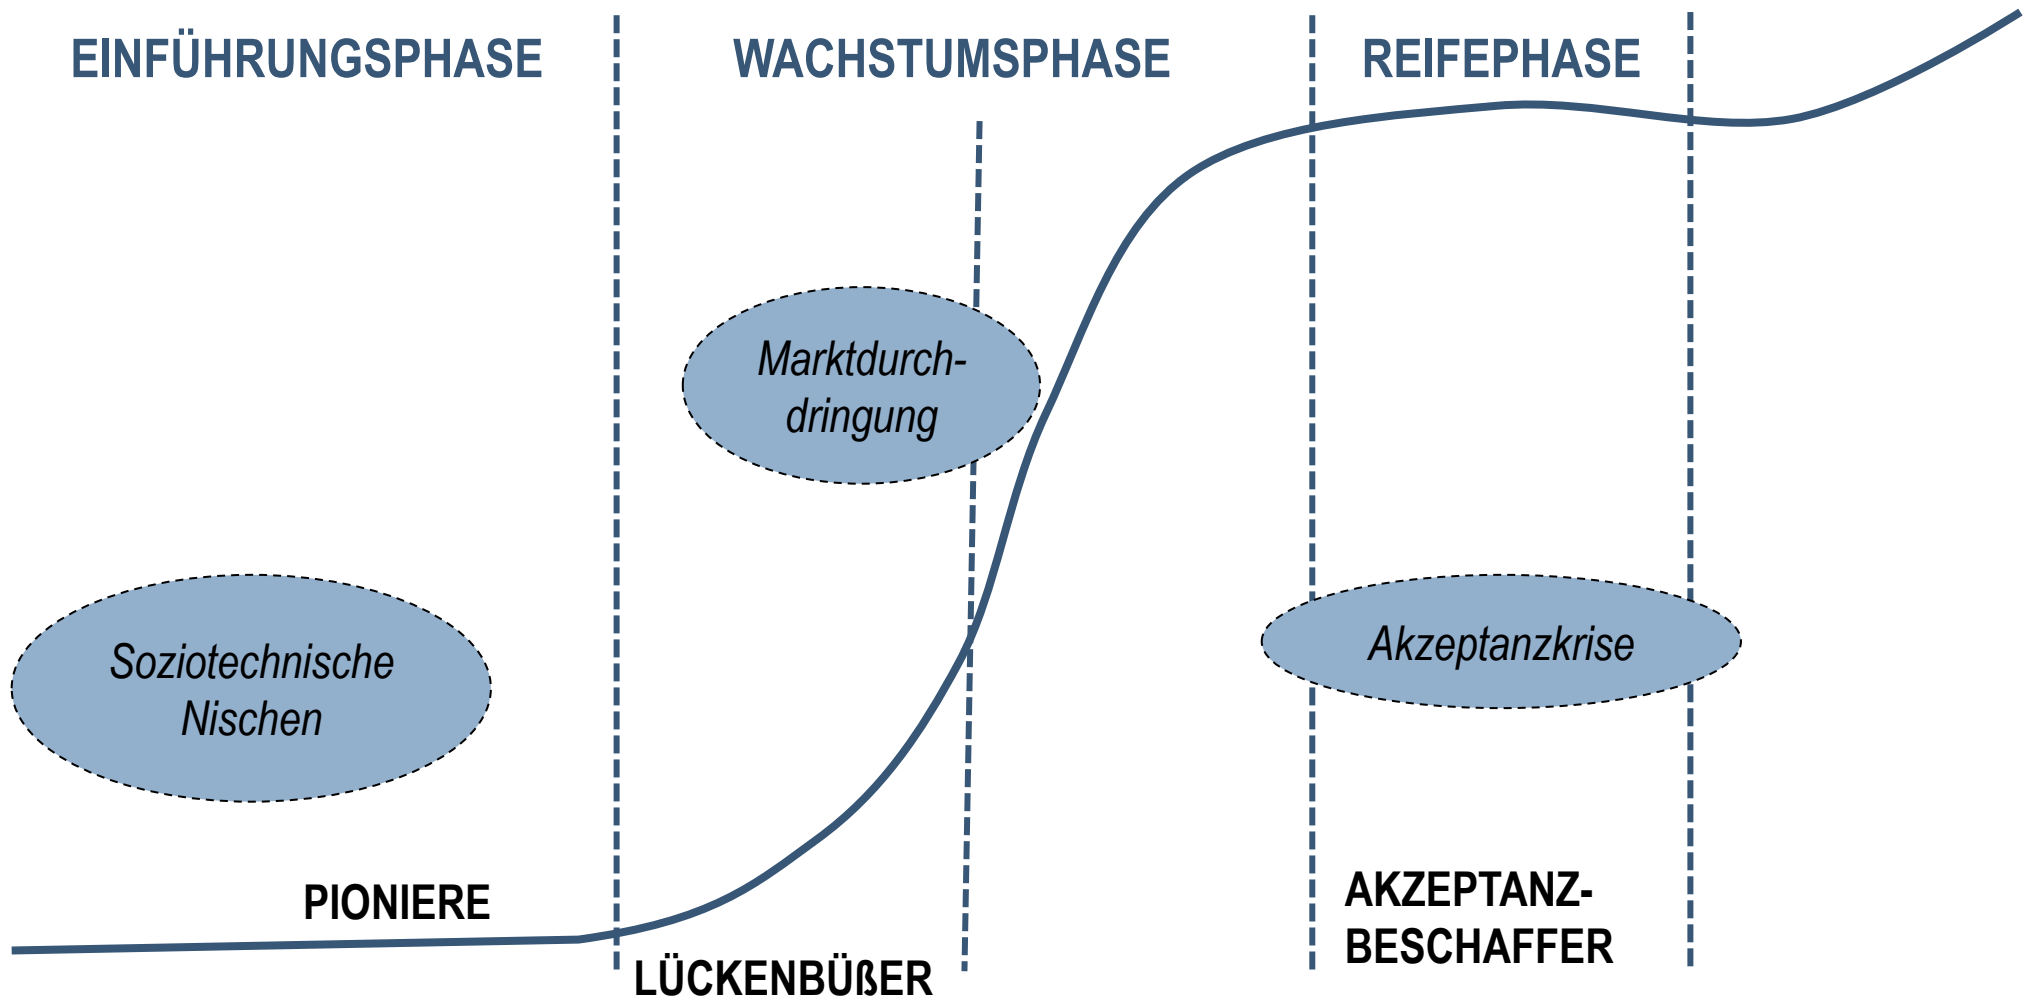 EINFÜHRUNGSPHASE
WACHSTUMSPHASE
REIFEPHASE
Marktdurch-
dringung
Soziotechnische
Nischen
Akzeptanzkrise
PIONIERE
LÜCKENBÜßER
AKZEPTANZ-
BESCHAFFER